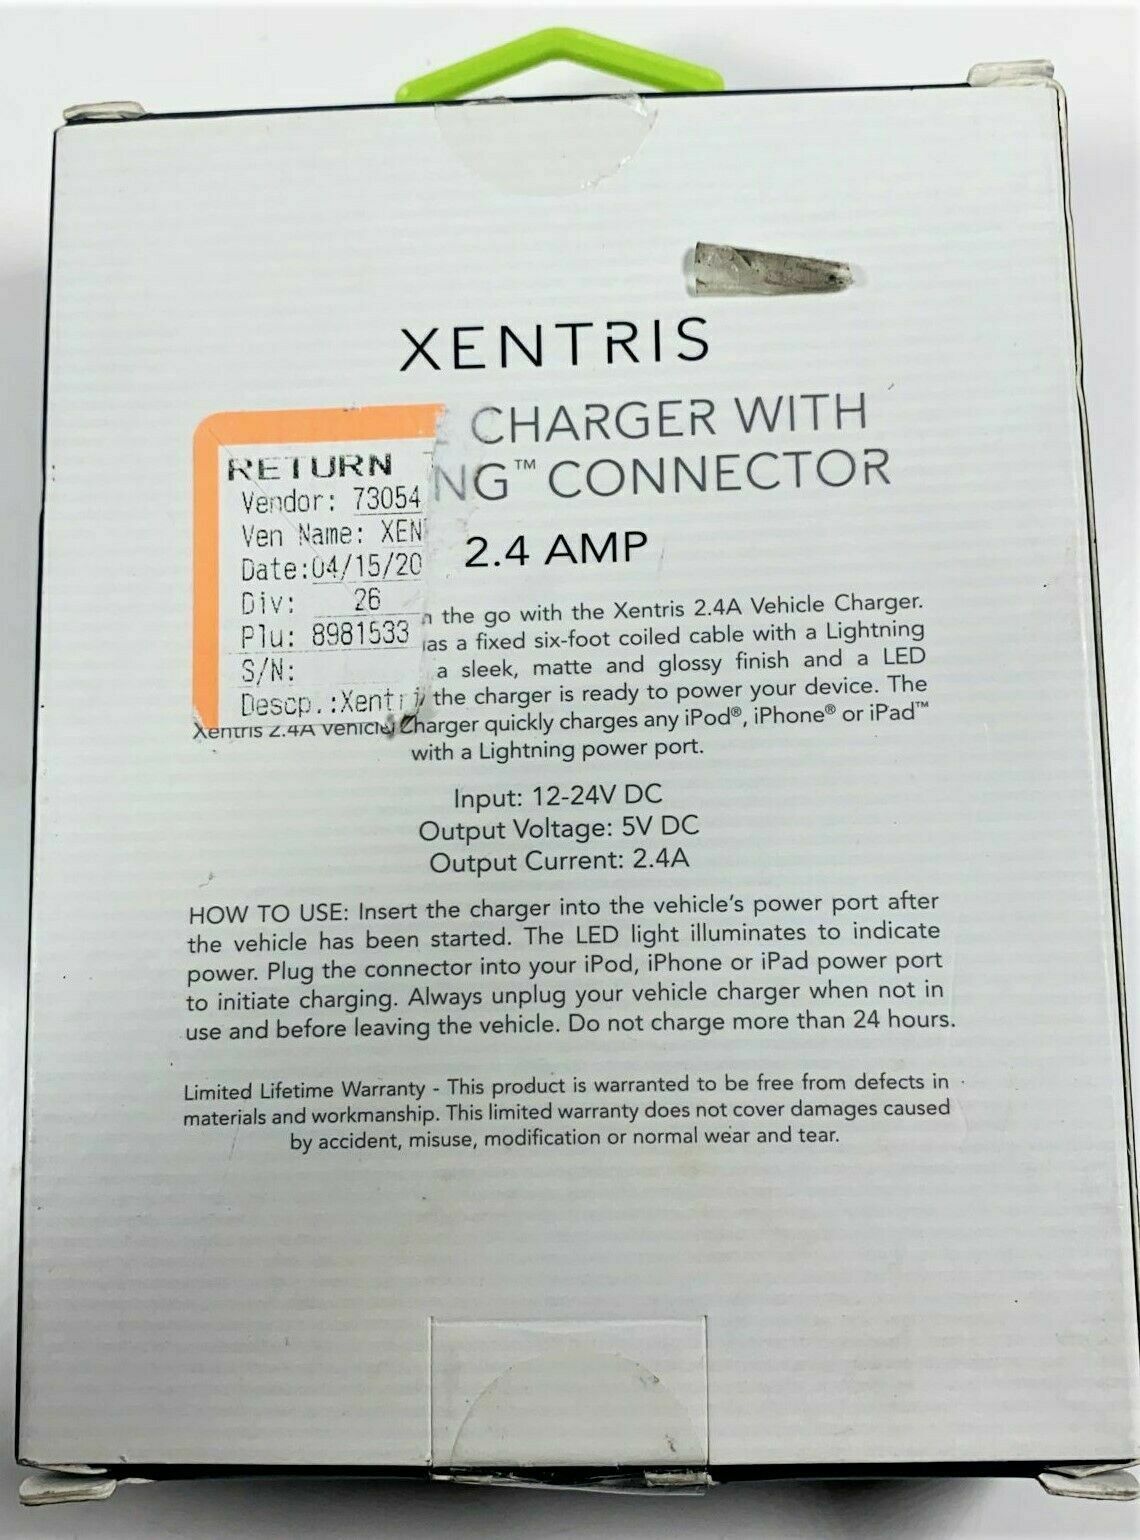 XENTRIS
CHARGER WITH
NG™ CONNECTOR
2.4 AMP
RETURN
Vendor: 73054
Ven Name: XEN
Date:04/15/20
Div: 26
Plu: 8981533
S/N:
Descp.:Xentri
the go with the Xentris 2.4A Vehicle Charger.
as a fixed six-foot coiled cable with a Lightning
a sleek, matte and glossy finish and a LED
the charger is ready to power your device. The
Xentris 2.4A Vehicle Charger quickly charges any iPod®, iPhone® or iPad™
with a Lightning power port.
Input: 12-24V DC
Output Voltage: 5V DC
Output Current: 2.4A
HOW TO USE: Insert the charger into the vehicle's power port after
the vehicle has been started. The LED light illuminates to indicate
power. Plug the connector into your iPod, iPhone or iPad power port
to initiate charging. Always unplug your vehicle charger when not in
use and before leaving the vehicle. Do not charge more than 24 hours.
Limited Lifetime Warranty - This product is warranted to be free from defects in
materials and workmanship. This limited warranty does not cover damages caused
by accident, misuse, modification or normal wear and tear.